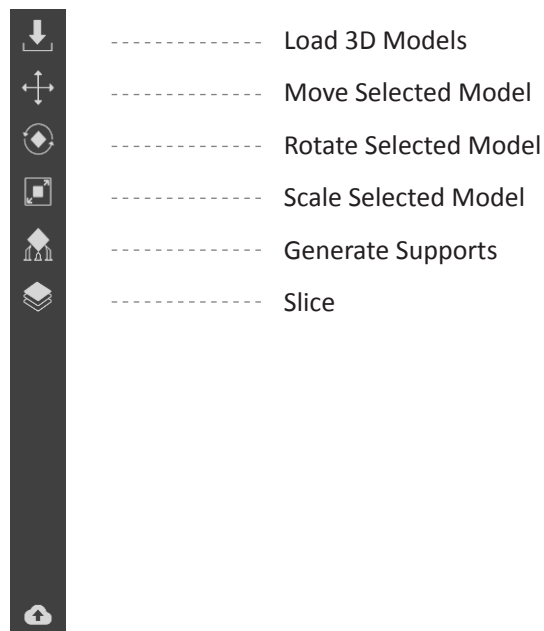 Load 3D Models
Move Selected Model
Rotate Selected Model
Scale Selected Model
Generate Supports
Slice